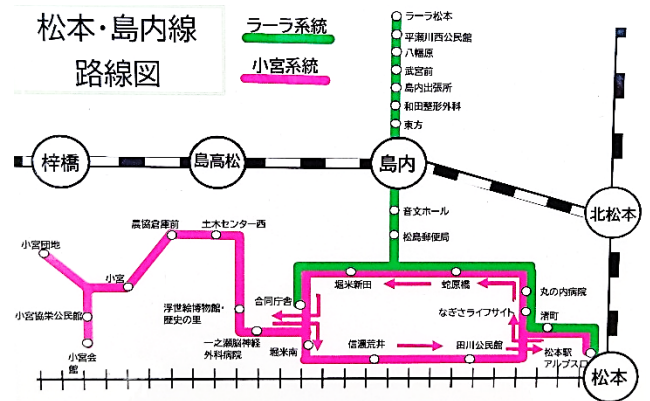 松本・島内線
路線図
ラーラ系統
小宮系統
ラーラ松本
平瀬川西公民館
八幡原
武宮前
島内出張所
和田整形外科
東方
梓橋
島高松
島内
北松本
音文ホール
松島郵便局
農協倉庫前
土木センター西
小宮団地
小宮
小宮協栄公民館
小宮会
館
浮世絵博物館・
歴史の里
合同庁舎
一之瀬脳神経
外科病院
堀米南
堀米新田
蛇原橋
丸の内病院
なぎさライフサイト
渚町
信濃荒井
田川公民館
松本駅
アルプス口
松本